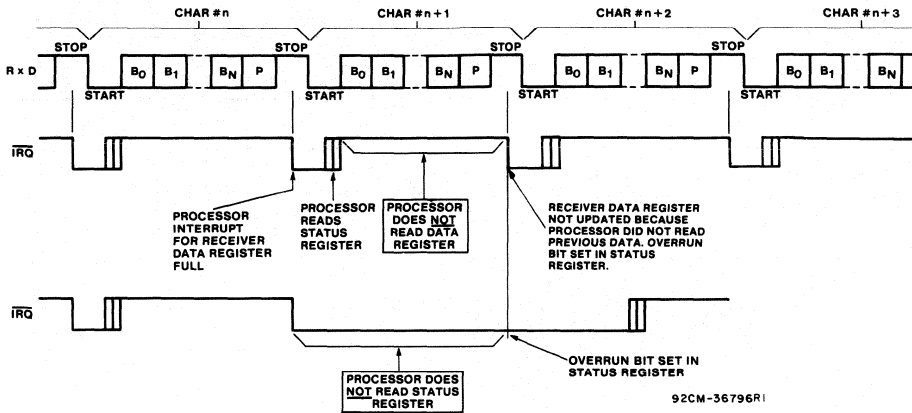 CHAR #n CHAR #n+1 CHAR #n+2 CHAR #n+3
STOP STOP STOP STOP
R x D B0 B1 BN P B0 B1 BN P B0 B1 BN P B0 B1 BN
START START START START
IRQ
PROCESSOR
INTERRUPT
FOR RECEIVER
DATA REGISTER
FULL
PROCESSOR
READS
STATUS
REGISTER
PROCESSOR
DOES NOT
READ DATA
REGISTER
RECEIVER DATA REGISTER
NOT UPDATED BECAUSE
PROCESSOR DID NOT READ
PREVIOUS DATA. OVERRUN
BIT SET IN STATUS
REGISTER.
IRQ
PROCESSOR DOES
NOT READ STATUS
REGISTER
OVERRUN BIT SET IN
STATUS REGISTER
92CM-36796RI